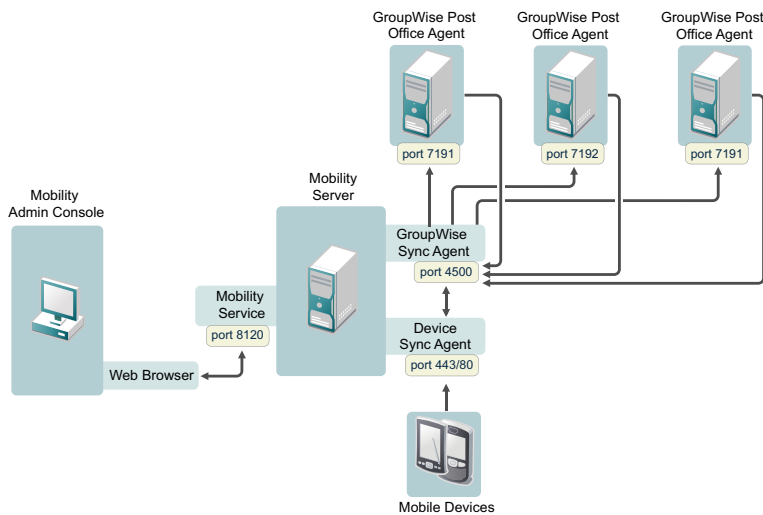 GroupWise Post
Office Agent
GroupWise Post
Office Agent
GroupWise Post
Office Agent
port 7191
port 7192
port 7191
Mobility
Server
Mobility
Admin Console
GroupWise
Sync Agent
port 4500
Mobility
Service
port 8120
Device
Sync Agent
port 443/80
Web Browser
Mobile Devices